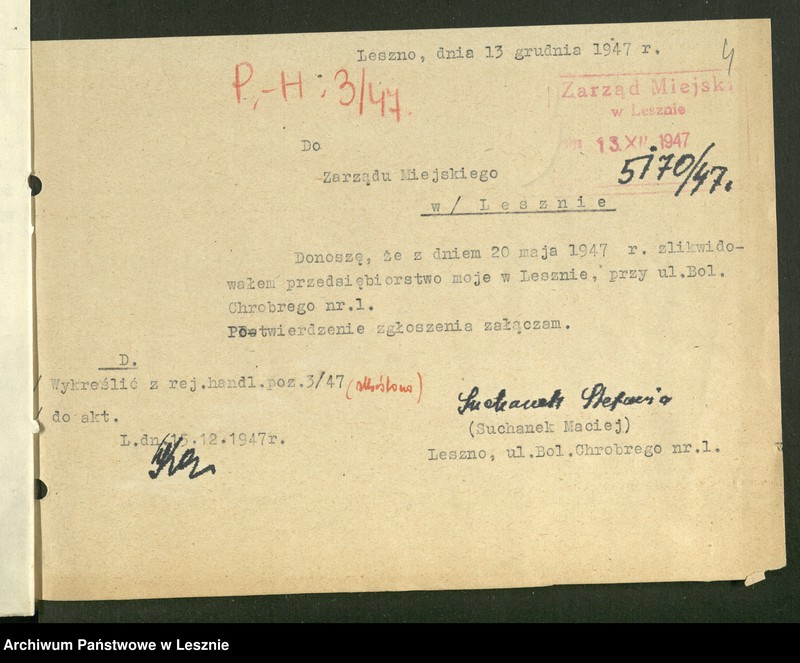 Leszno, dnia 13 grudnia 1947 r.
4
P.-H: 3/47.
Zarząd Miejski
w Lesznie
13. XII. 1947
5170/47.
Do
Zarządu Miejskiego
w/ Lesznie
Donoszę, że z dniem 20 maja 1947 r. zlikwido-
wałem przedsiębiorstwo moje w Lesznie, przy ul.Bol.
Chrobrego nr.1.
Potwierdzenie zgłoszenia załączam.
D.
Wykreślić z rej.handl.poz.3/47
do akt.
L.dn.15.12.1947r.
Suchanek Stefania
(Suchanek Maciej)
Leszno, ul.Bol.Chrobrego nr.1.
Archiwum Państwowe w Lesznie